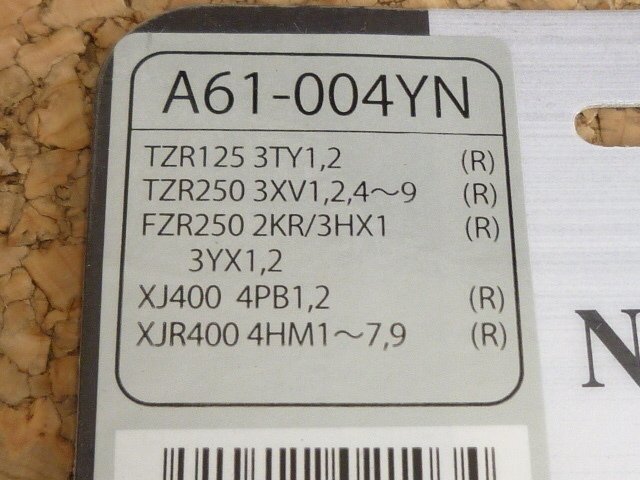 A61-004YN
TZR125 3TY1,2 (R)
TZR250 3XV1,2,4～9 (R)
FZR250 2KR/3HX1 (R)
3YX1,2
XJ400 4PB1,2 (R)
XJR400 4HM1～7,9 (R)
N